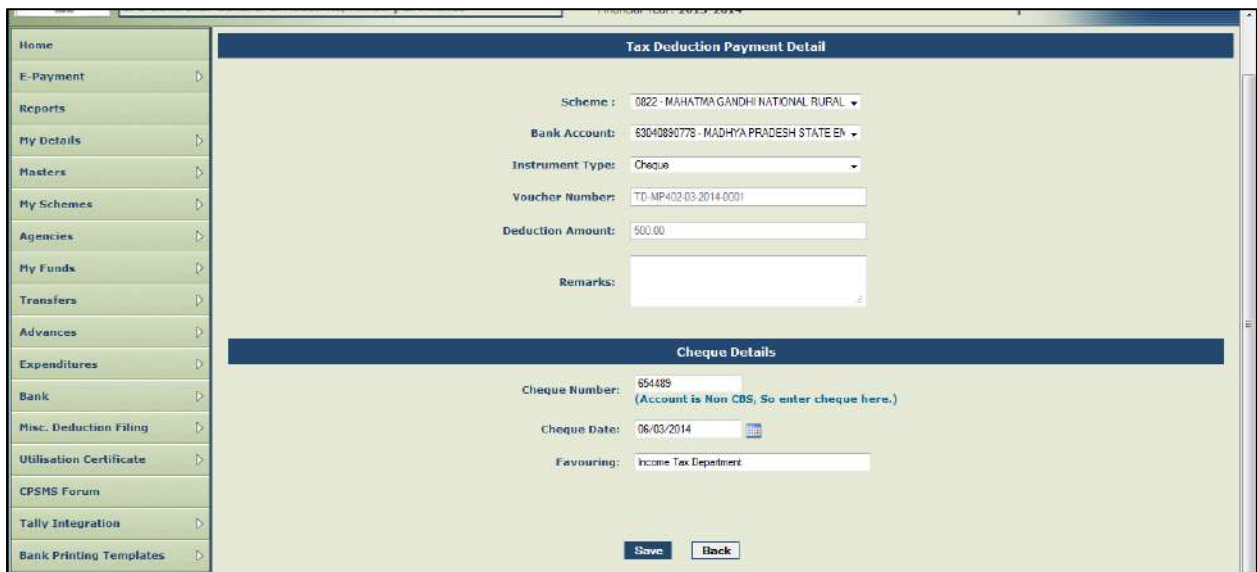 Financial Year: 2013-2014
Home
E-Payment
Reports
My Details
Masters
My Schemes
Agencies
My Funds
Transfers
Advances
Expenditures
Bank
Misc. Deduction Filing
Utilisation Certificate
CPSMS Forum
Tally Integration
Bank Printing Templates
Tax Deduction Payment Detail
Scheme : 0822 - MAHATMA GANDHI NATIONAL RURAL
Bank Account: 63040890778 - MADHYA PRADESH STATE EN
Instrument Type: Cheque
Voucher Number: TD-MP402-03-2014-0001
Deduction Amount: 500.00
Remarks:
Cheque Details
Cheque Number: 654489
(Account is Non CBS, So enter cheque here.)
Cheque Date: 06/03/2014
Favouring: Income Tax Department
Save Back